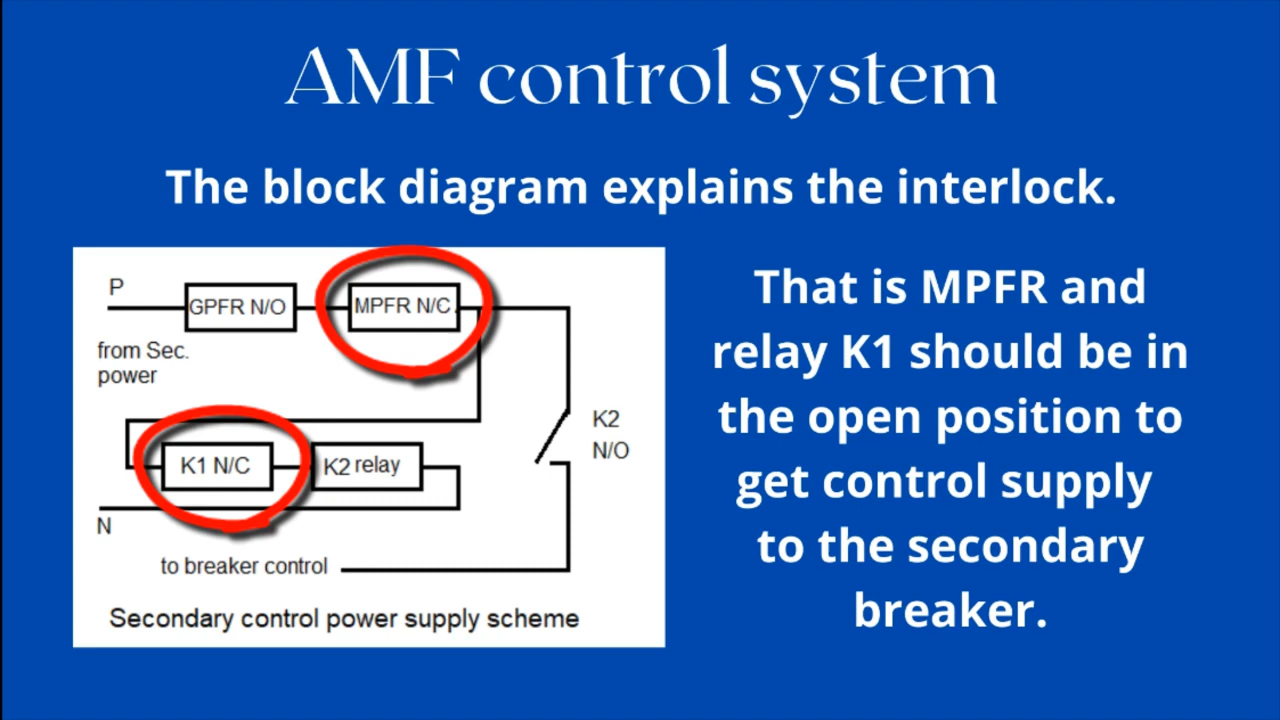 AMF control system
The block diagram explains the interlock.
P
GPFR N/O
MPFR N/C
from Sec.
power
K2
N/O
K1 N/C
K2 relay
N
to breaker control
Secondary control power supply scheme
That is MPFR and
relay K1 should be in
the open position to
get control supply
to the secondary
breaker.